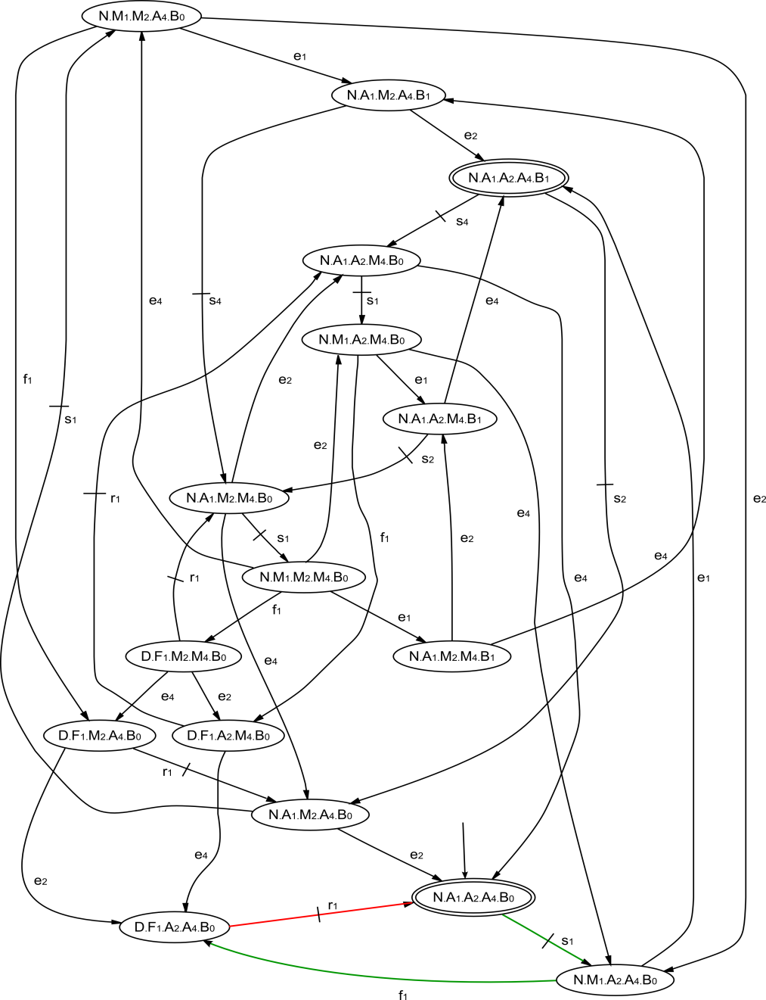 N.M1.M2.A4.B0
e1
N.A1.M2.A4.B1
e2
N.A1.A2.A4.B1
s4
N.A1.A2.M4.B0
s4
e4
e4
s1
N.M1.A2.M4.B0
f1
e2
e1
s1
N.A1.A2.M4.B1
e2
s2
r1
N.A1.M2.M4.B0
s2
e2
e4
s1
f1
e2
e4
r1
N.M1.M2.M4.B0
e4
e1
f1
e1
D.F1.M2.M4.B0
N.A1.M2.M4.B1
e4
e4
e2
D.F1.M2.A4.B0
D.F1.A2.M4.B0
r1
N.A1.M2.A4.B0
e4
e2
e2
N.A1.A2.A4.B0
r1
D.F1.A2.A4.B0
s1
N.M1.A2.A4.B0
f1